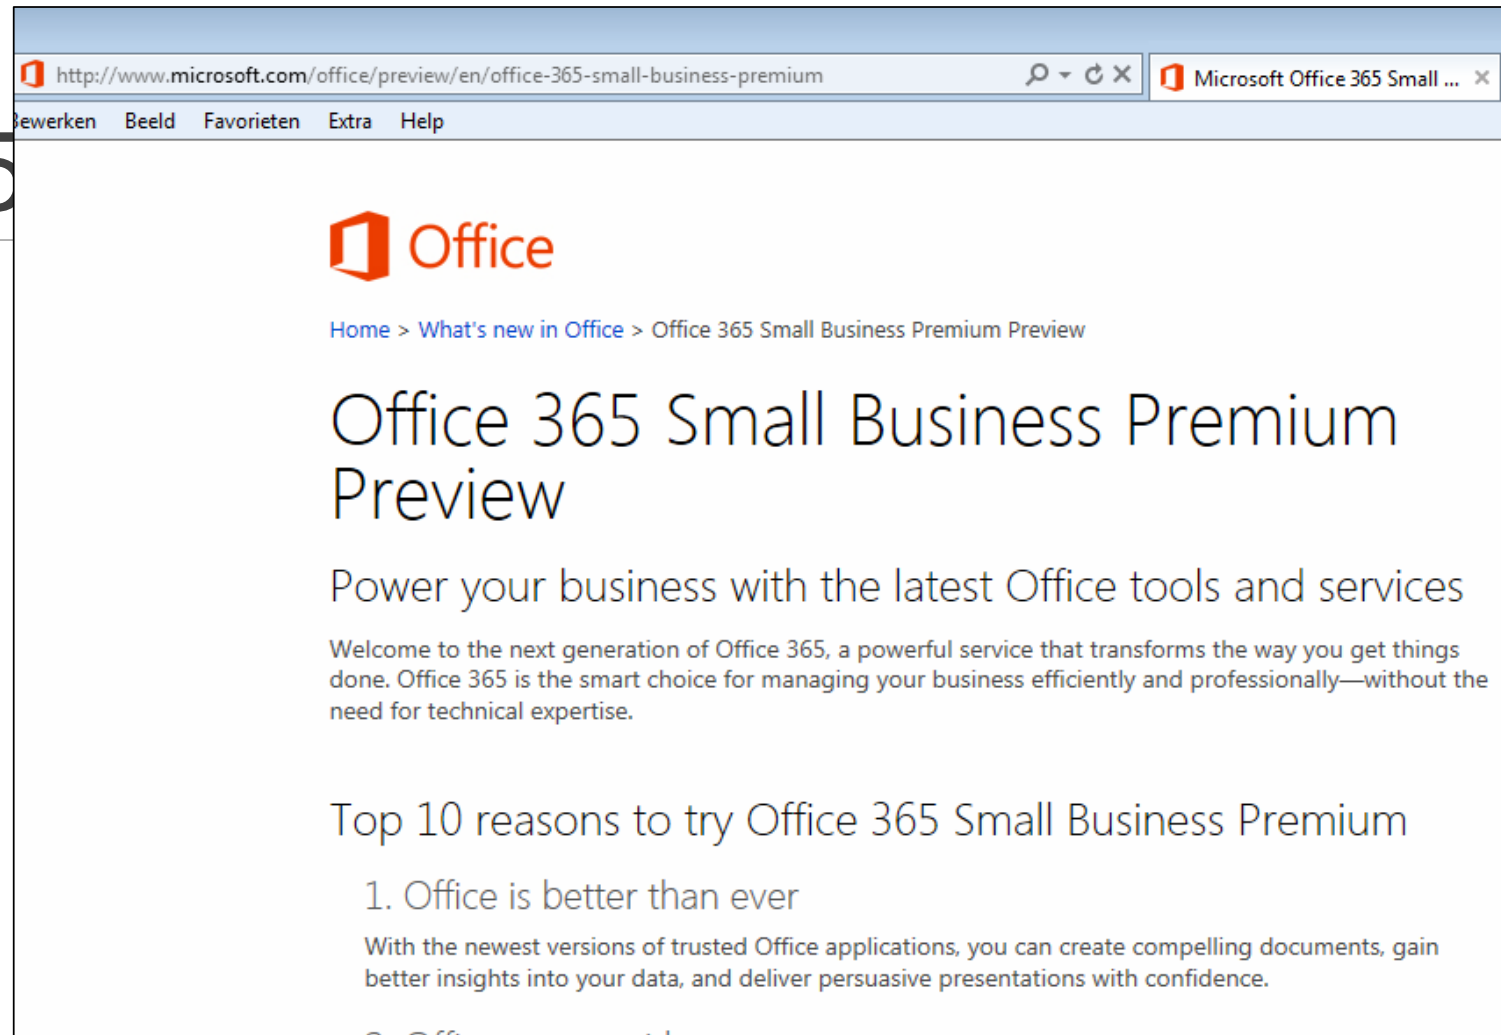 http://www.microsoft.com/office/preview/en/office-365-small-business-premium
Microsoft Office 365 Small ...
Bewerken Beeld Favorieten Extra Help
Office
Home > What's new in Office > Office 365 Small Business Premium Preview
Office 365 Small Business Premium
Preview
Power your business with the latest Office tools and services
Welcome to the next generation of Office 365, a powerful service that transforms the way you get things
done. Office 365 is the smart choice for managing your business efficiently and professionally—without the
need for technical expertise.
Top 10 reasons to try Office 365 Small Business Premium
1. Office is better than ever
With the newest versions of trusted Office applications, you can create compelling documents, gain
better insights into your data, and deliver persuasive presentations with confidence.